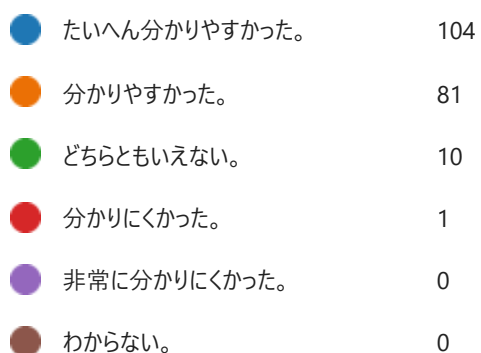 たいへん分かりやすかった。 104
分かりやすかった。 81
どちらともいえない。 10
分かりにくかった。 1
非常に分かりにくかった。 0
わからない。 0